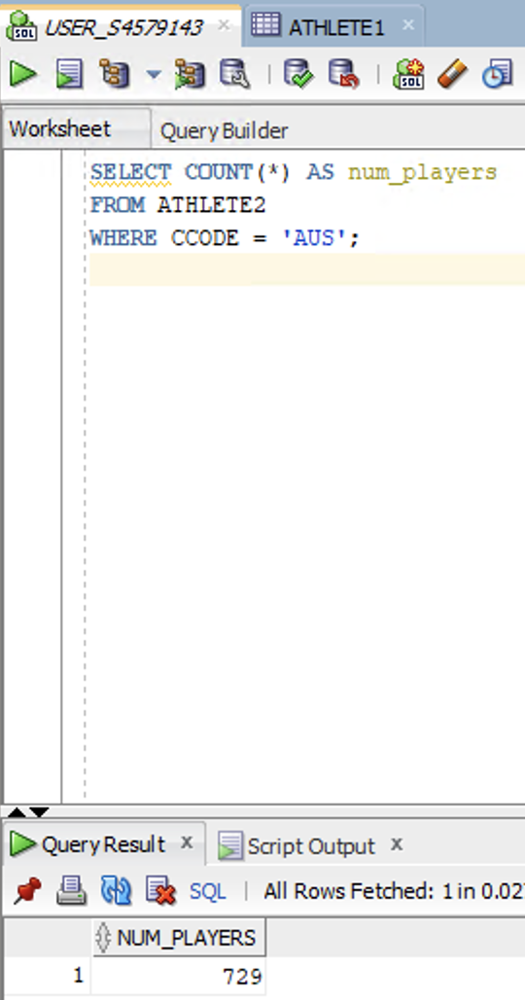 USER_S4579143 ATHLETE1
Worksheet Query Builder
SELECT COUNT(*) AS num_players
FROM ATHLETE2
WHERE CCODE = 'AUS';
Query Result Script Output
SQL All Rows Fetched: 1 in 0.02
NUM_PLAYERS
1 729